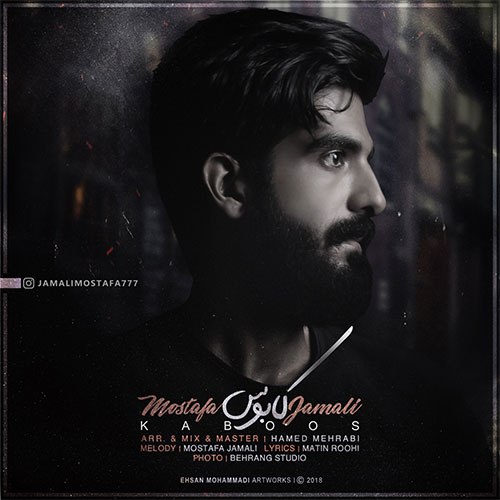 JAMALIMOSTAFA777
Mostafa کابوس Jamali
KABOOS
ARR. & MIX & MASTER | HAMED MEHRABI
MELODY | MOSTAFA JAMALI LYRICS | MATIN ROOHI
PHOTO | BEHRANG STUDIO
EHSAN MOHAMMADI ARTWORKS | © 2018